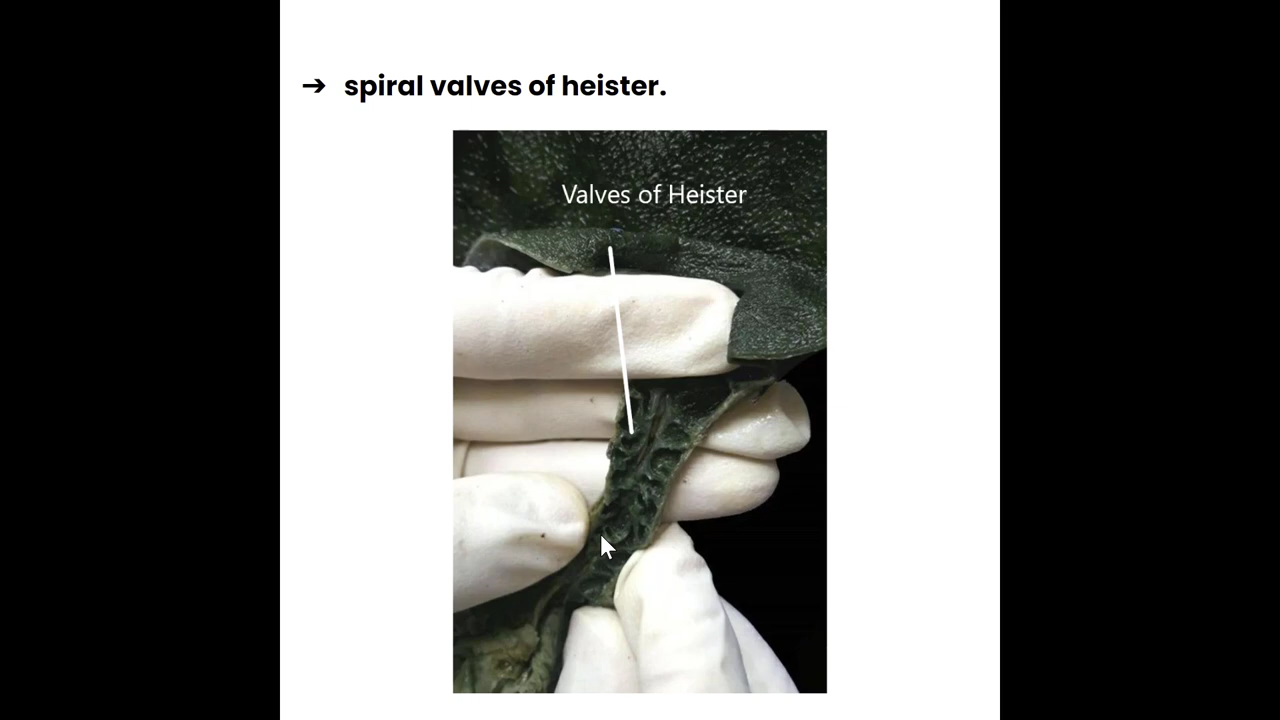 ➔ spiral valves of heister.
Valves of Heister